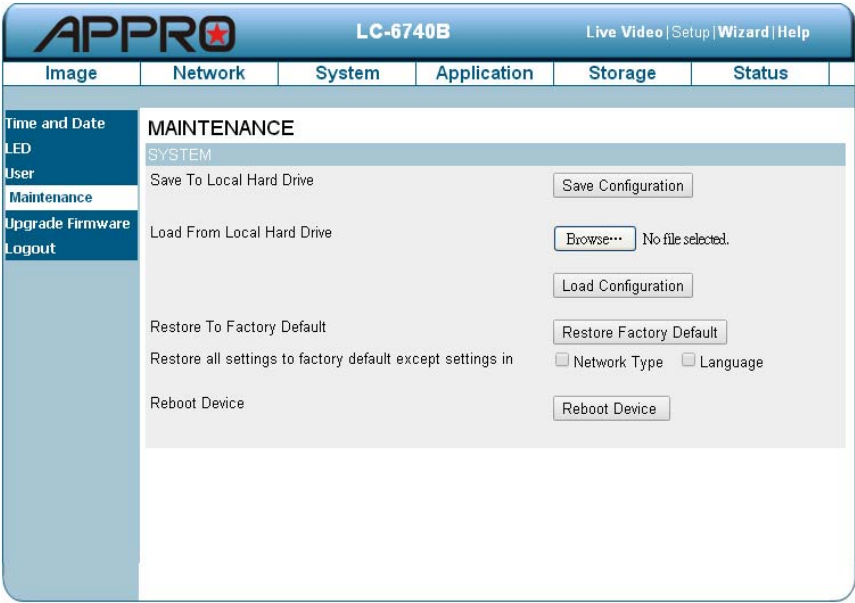 APPRO
LC-6740B
Live Video | Setup | Wizard | Help
Image Network System Application Storage Status
Time and Date
LED
User
Maintenance
Upgrade Firmware
Logout
MAINTENANCE
SYSTEM
Save To Local Hard Drive Save Configuration
Load From Local Hard Drive Browse… No file selected.
Load Configuration
Restore To Factory Default Restore Factory Default
Restore all settings to factory default except settings in Network Type Language
Reboot Device Reboot Device